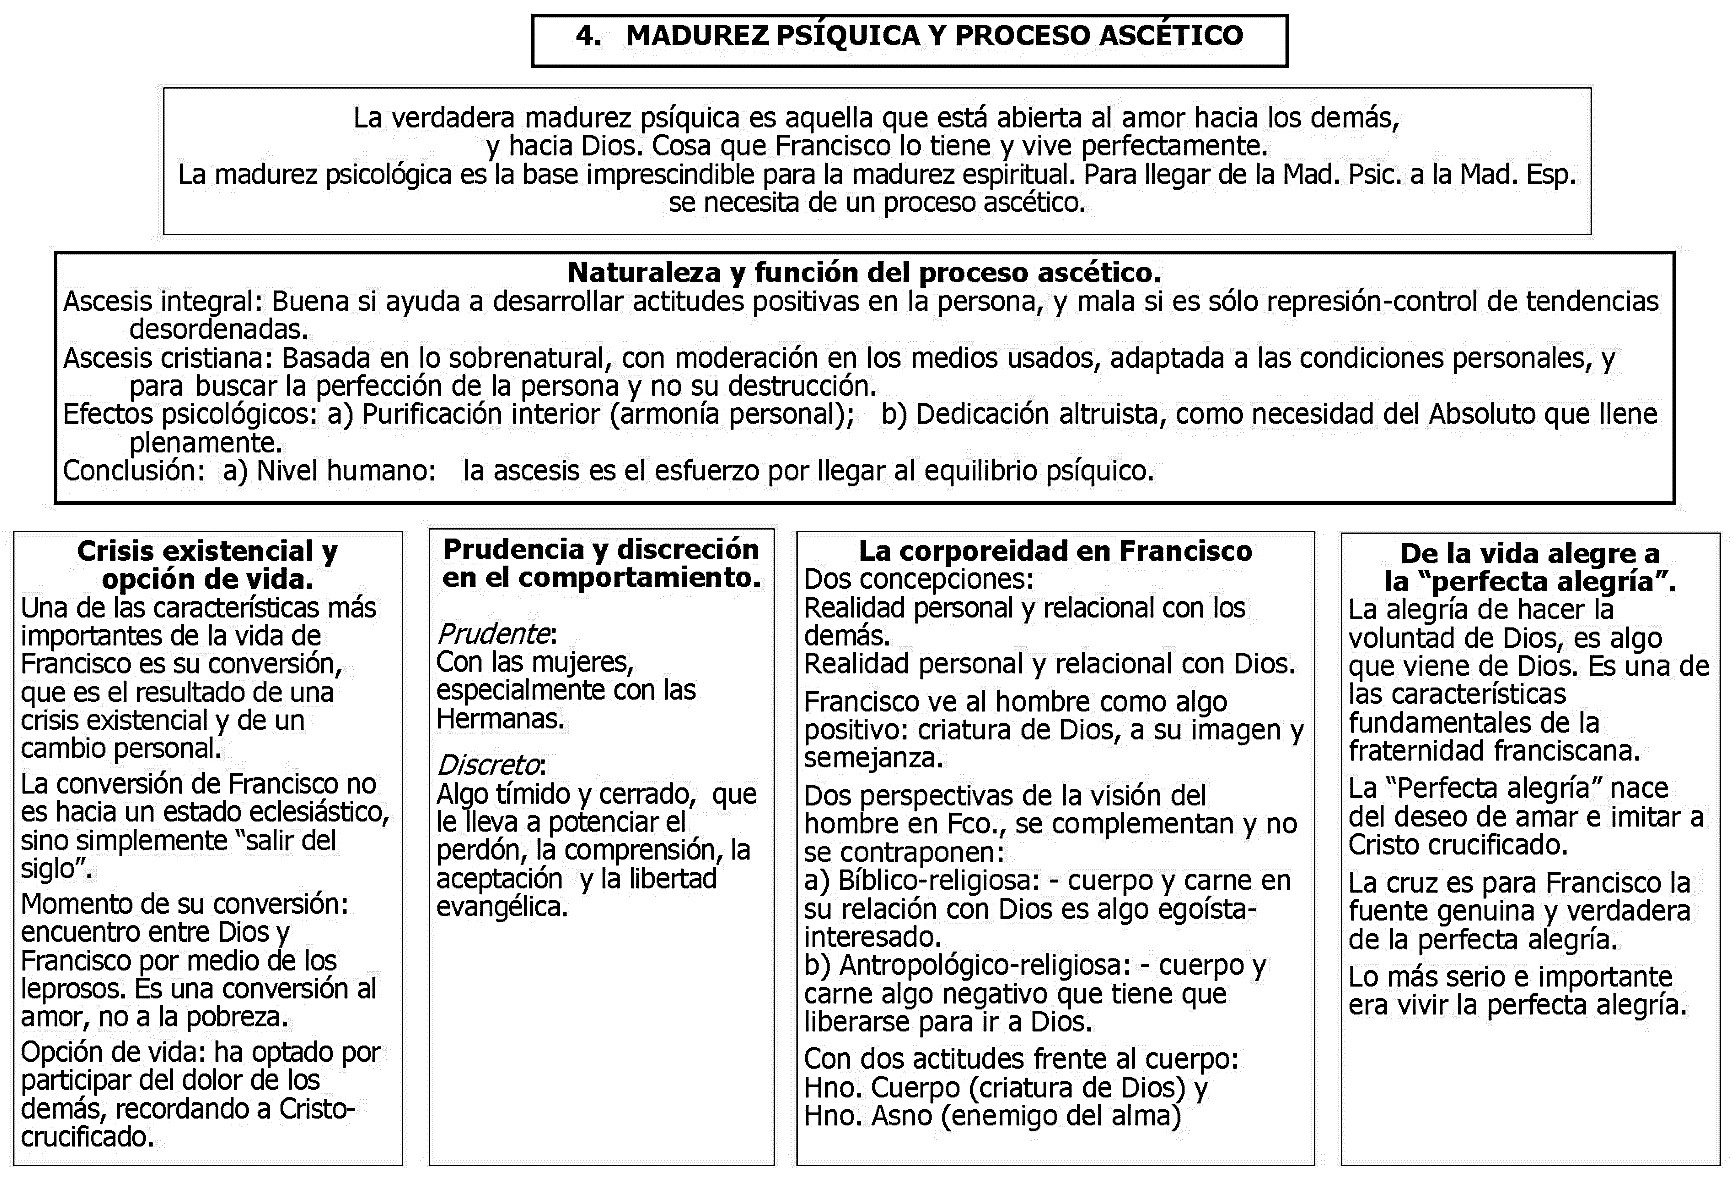 4. MADUREZ PSÍQUICA Y PROCESO ASCÉTICO
La verdadera madurez psíquica es aquella que está abierta al amor hacia los demás,
y hacia Dios. Cosa que Francisco lo tiene y vive perfectamente.
La madurez psicológica es la base imprescindible para la madurez espiritual. Para llegar de la Mad. Psic. a la Mad. Esp.
se necesita de un proceso ascético.
Naturaleza y función del proceso ascético.
Ascesis integral: Buena si ayuda a desarrollar actitudes positivas en la persona, y mala si es sólo represión-control de tendencias
desordenadas.
Ascesis cristiana: Basada en lo sobrenatural, con moderación en los medios usados, adaptada a las condiciones personales, y
para buscar la perfección de la persona y no su destrucción.
Efectos psicológicos: a) Purificación interior (armonía personal); b) Dedicación altruista, como necesidad del Absoluto que llene
plenamente.
Conclusión: a) Nivel humano: la ascesis es el esfuerzo por llegar al equilibrio psíquico.
Crisis existencial y
opción de vida.
Una de las características más
importantes de la vida de
Francisco es su conversión,
que es el resultado de una
crisis existencial y de un
cambio personal.
La conversión de Francisco no
es hacia un estado eclesiástico,
sino simplemente “salir del
siglo”.
Momento de su conversión:
encuentro entre Dios y
Francisco por medio de los
leprosos. Es una conversión al
amor, no a la pobreza.
Opción de vida: ha optado por
participar del dolor de los
demás, recordando a Cristo-
crucificado.
Prudencia y discreción
en el comportamiento.
Prudente:
Con las mujeres,
especialmente con las
Hermanas.
Discreto:
Algo tímido y cerrado, que
le lleva a potenciar el
perdón, la comprensión, la
aceptación y la libertad
evangélica.
La corporeidad en Francisco
Dos concepciones:
Realidad personal y relacional con los
demás.
Realidad personal y relacional con Dios.
Francisco ve al hombre como algo
positivo: criatura de Dios, a su imagen y
semejanza.
Dos perspectivas de la visión del
hombre en Fco., se complementan y no
se contraponen:
a) Bíblico-religiosa: - cuerpo y carne en
su relación con Dios es algo egoísta-
interesado.
b) Antropológico-religiosa: - cuerpo y
carne algo negativo que tiene que
liberarse para ir a Dios.
Con dos actitudes frente al cuerpo:
Hno. Cuerpo (criatura de Dios) y
Hno. Asno (enemigo del alma)
De la vida alegre a
la “perfecta alegría”.
La alegría de hacer la
voluntad de Dios, es algo
que viene de Dios. Es una de
las características
fundamentales de la
fraternidad franciscana.
La “Perfecta alegría” nace
del deseo de amar e imitar a
Cristo crucificado.
La cruz es para Francisco la
fuente genuina y verdadera
de la perfecta alegría.
Lo más serio e importante
era vivir la perfecta alegría.